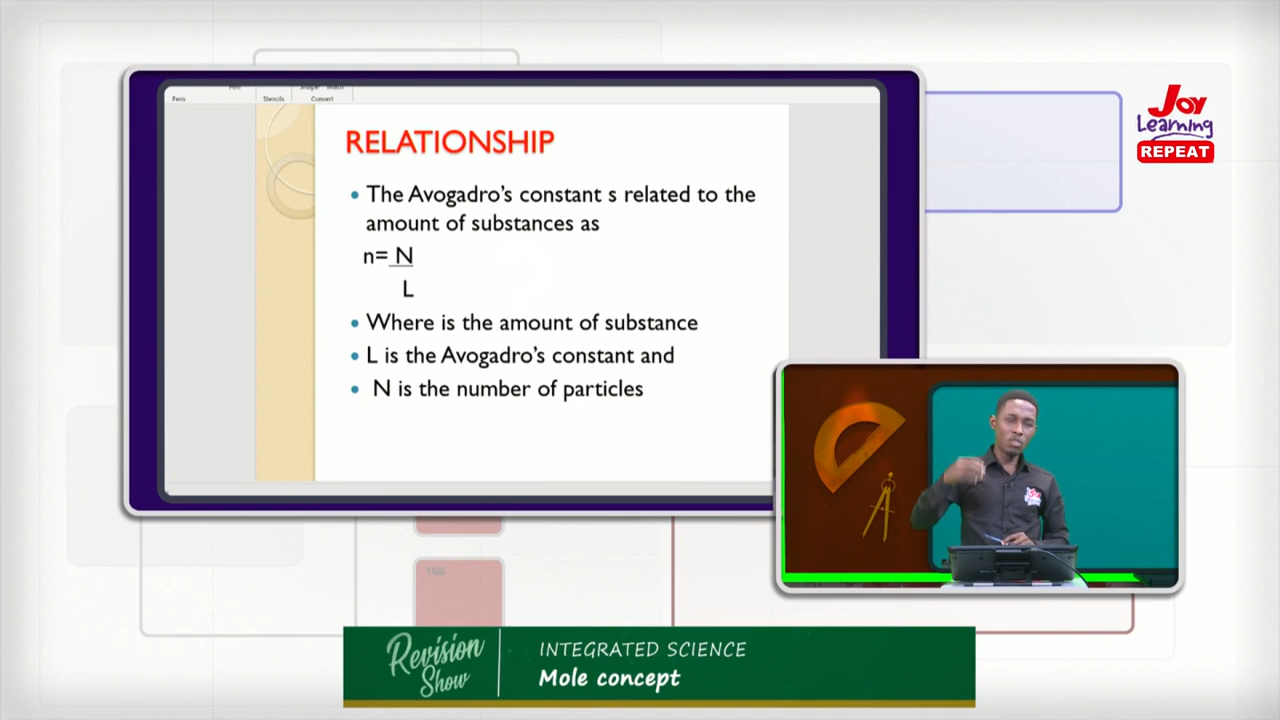 Pens
Stencils
Shape Math
Convert
RELATIONSHIP
• The Avogadro's constant s related to the
amount of substances as
n= N
L
• Where is the amount of substance
• L is the Avogadro's constant and
• N is the number of particles
JOY
Learning
REPEAT
Revision
Show
INTEGRATED SCIENCE
Mole concept